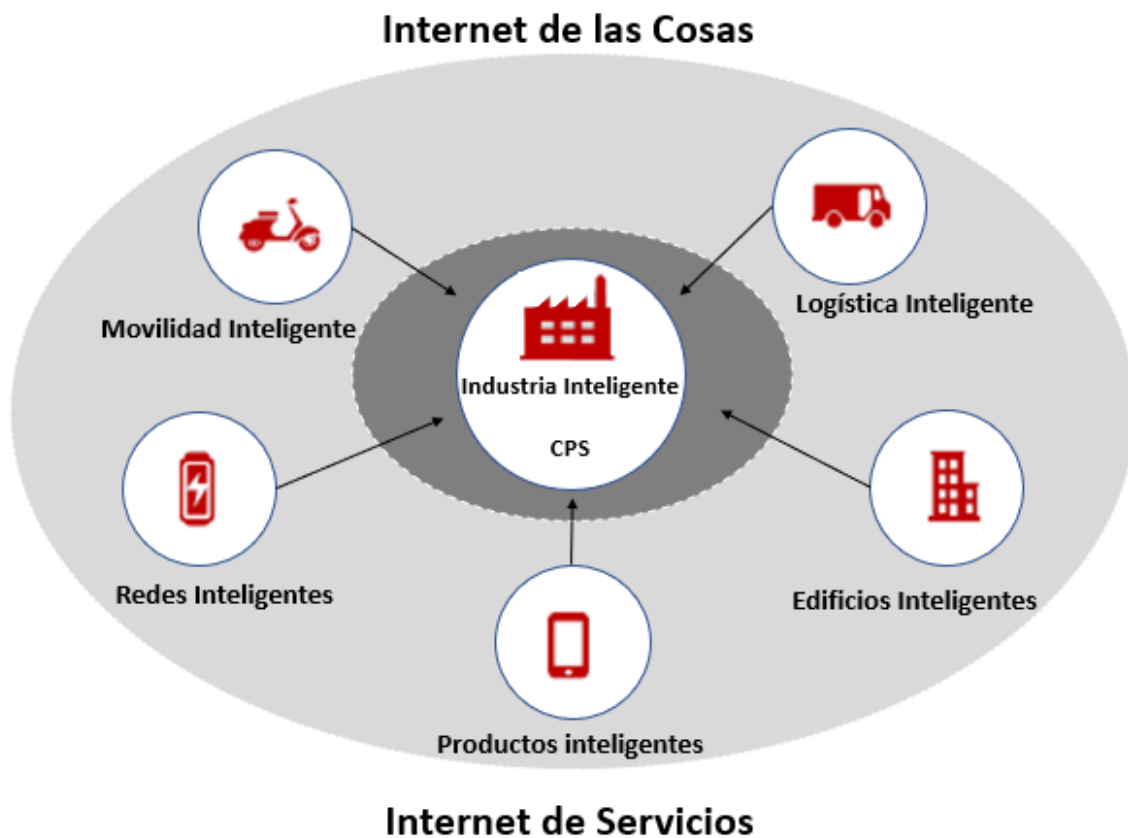 Internet de las Cosas
Movilidad Inteligente
Logística Inteligente
Industria Inteligente
CPS
Redes Inteligentes
Edificios Inteligentes
Productos inteligentes
Internet de Servicios